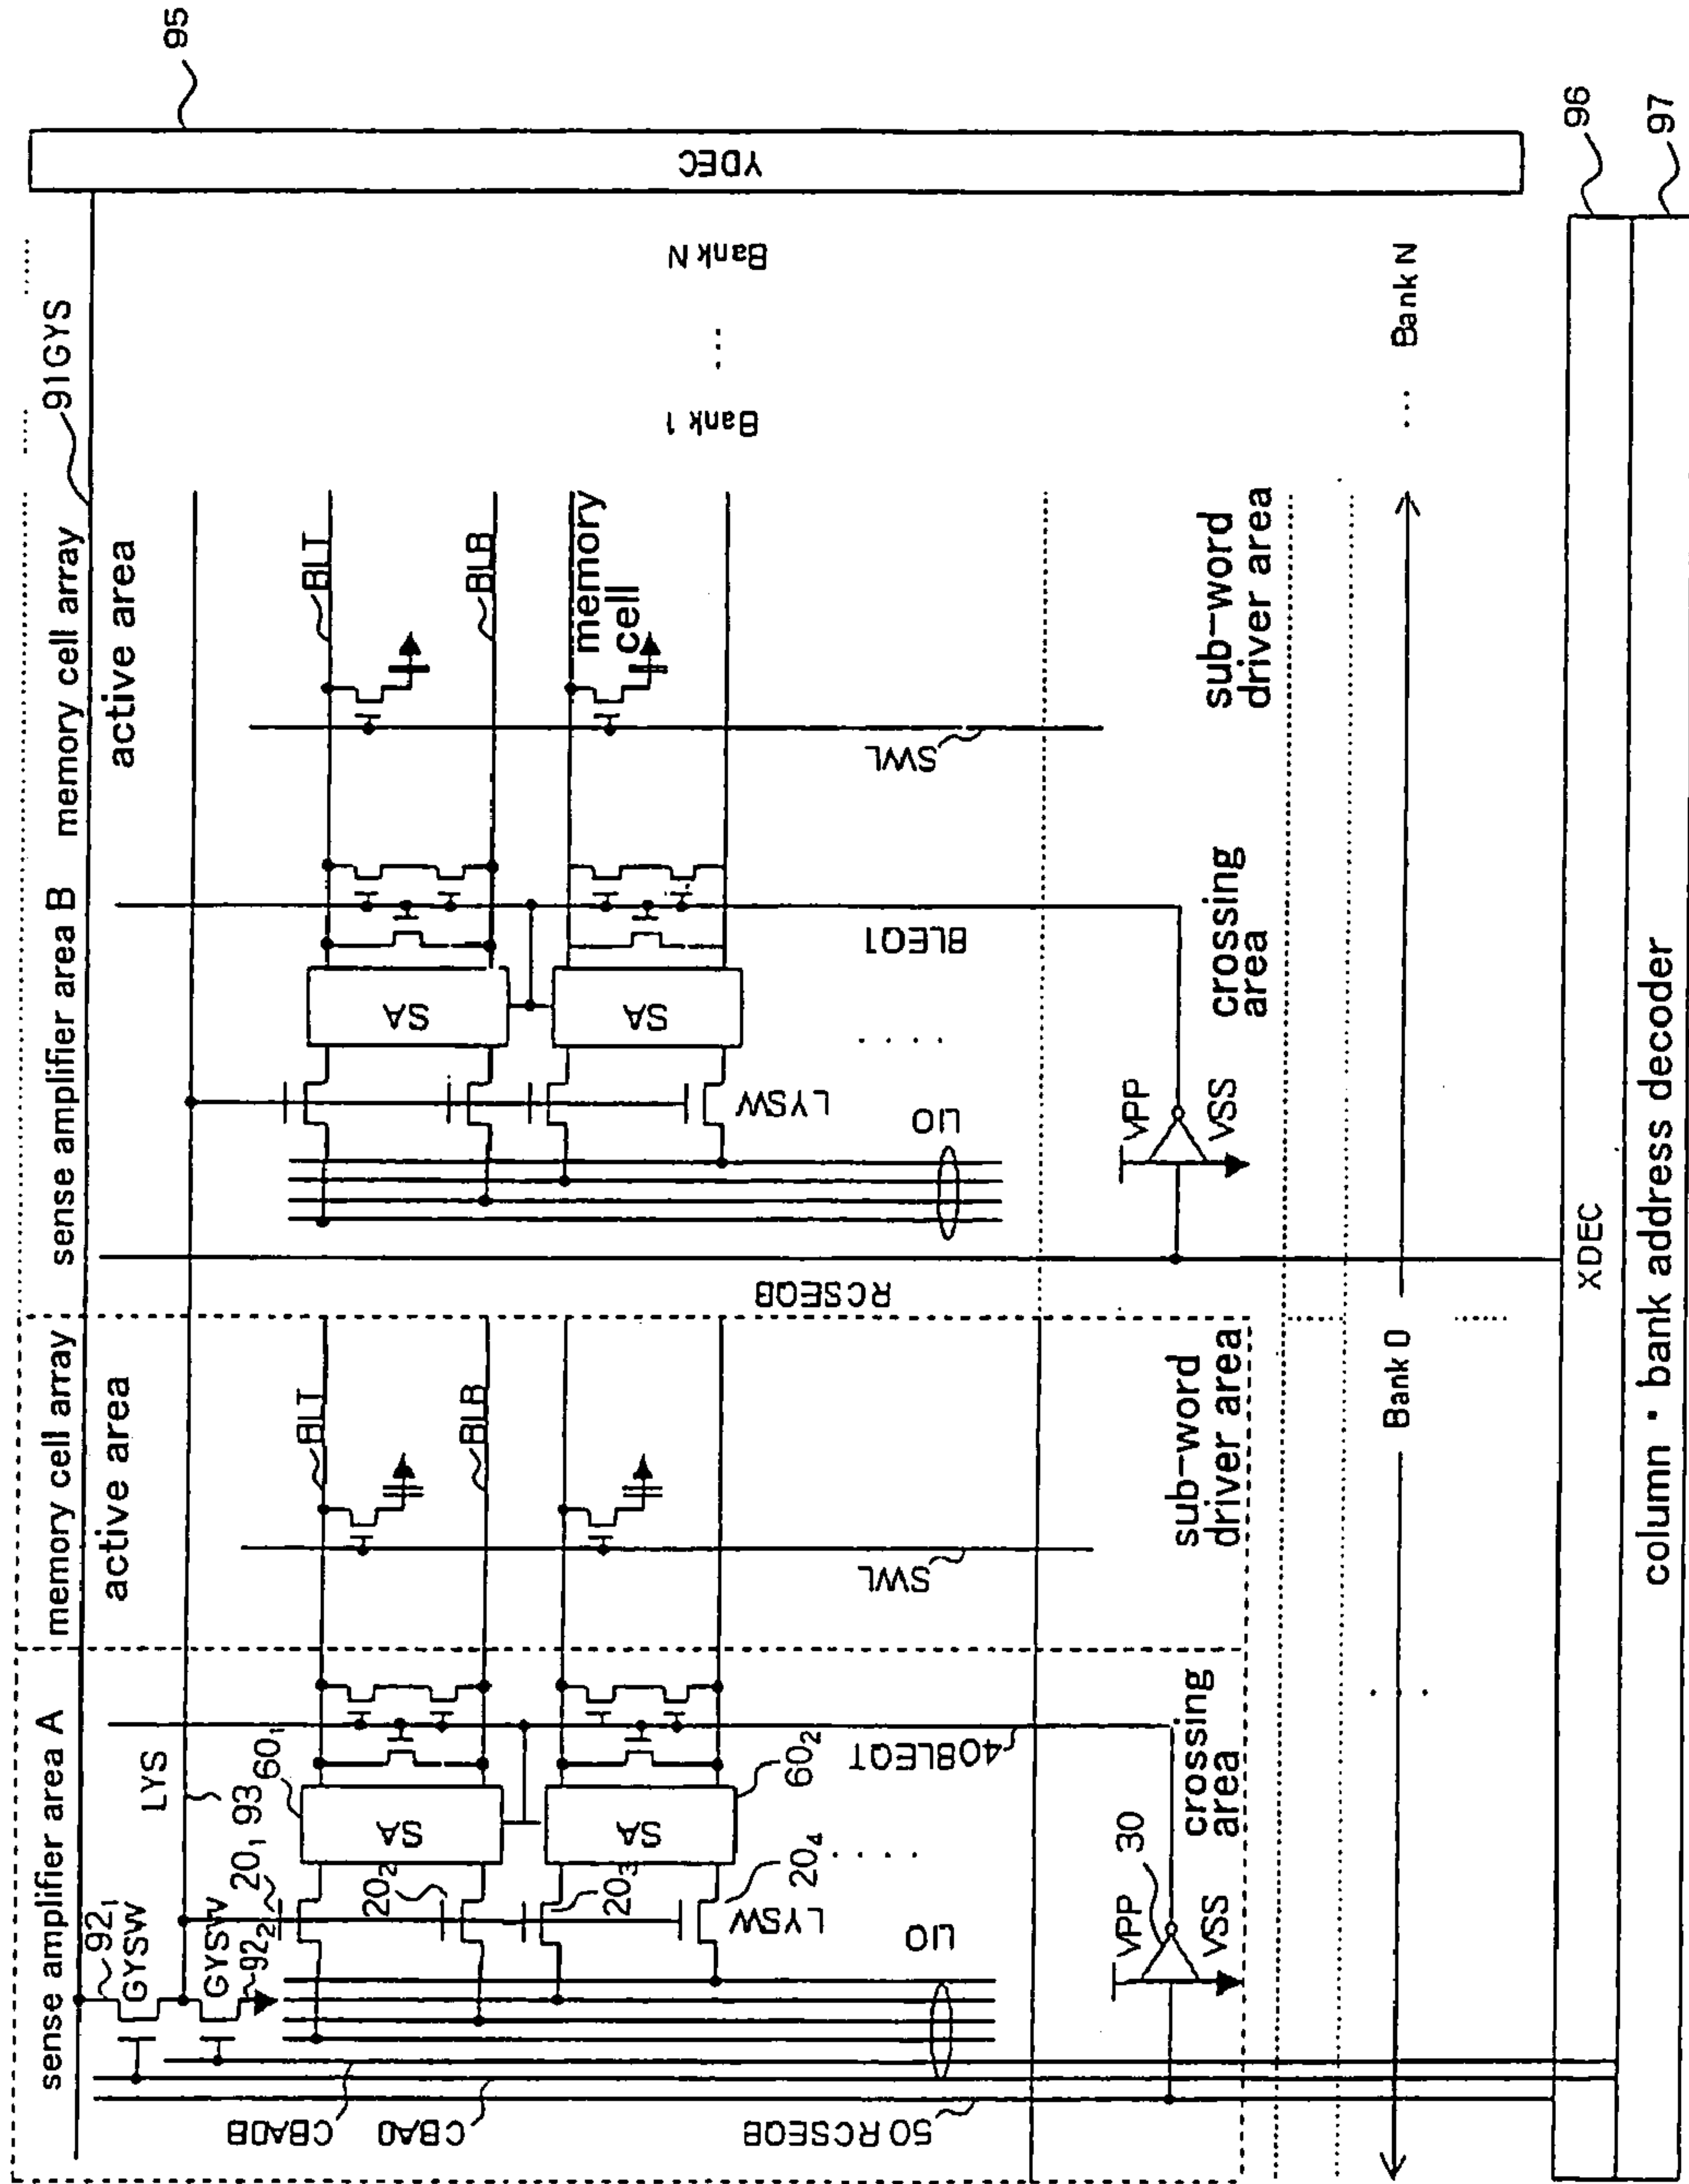 sense amplifier area A
memory cell array
sense amplifier area B
memory cell array
91GYS
active area
active area
92₁
GYSW
GYSW
92₂
LYS
93
20₁
60₁
20₂
20₃
20₄
60₂
SA
SA
LYSW
LIO
BLT
BLB
SWL
40BLEQT
CBA0B
CBA0
50RCSEQB
VPP
30
VSS
crossing area
sub-word driver area
RCSEQB
SA
SA
LYSW
LIO
BLT
BLB
memory cell
SWL
BLEQ1
VPP
VSS
crossing area
sub-word driver area
Bank 1
...
Bank N
YDEC
95
Bank 0
...
Bank N
XDEC
96
column · bank address decoder
97